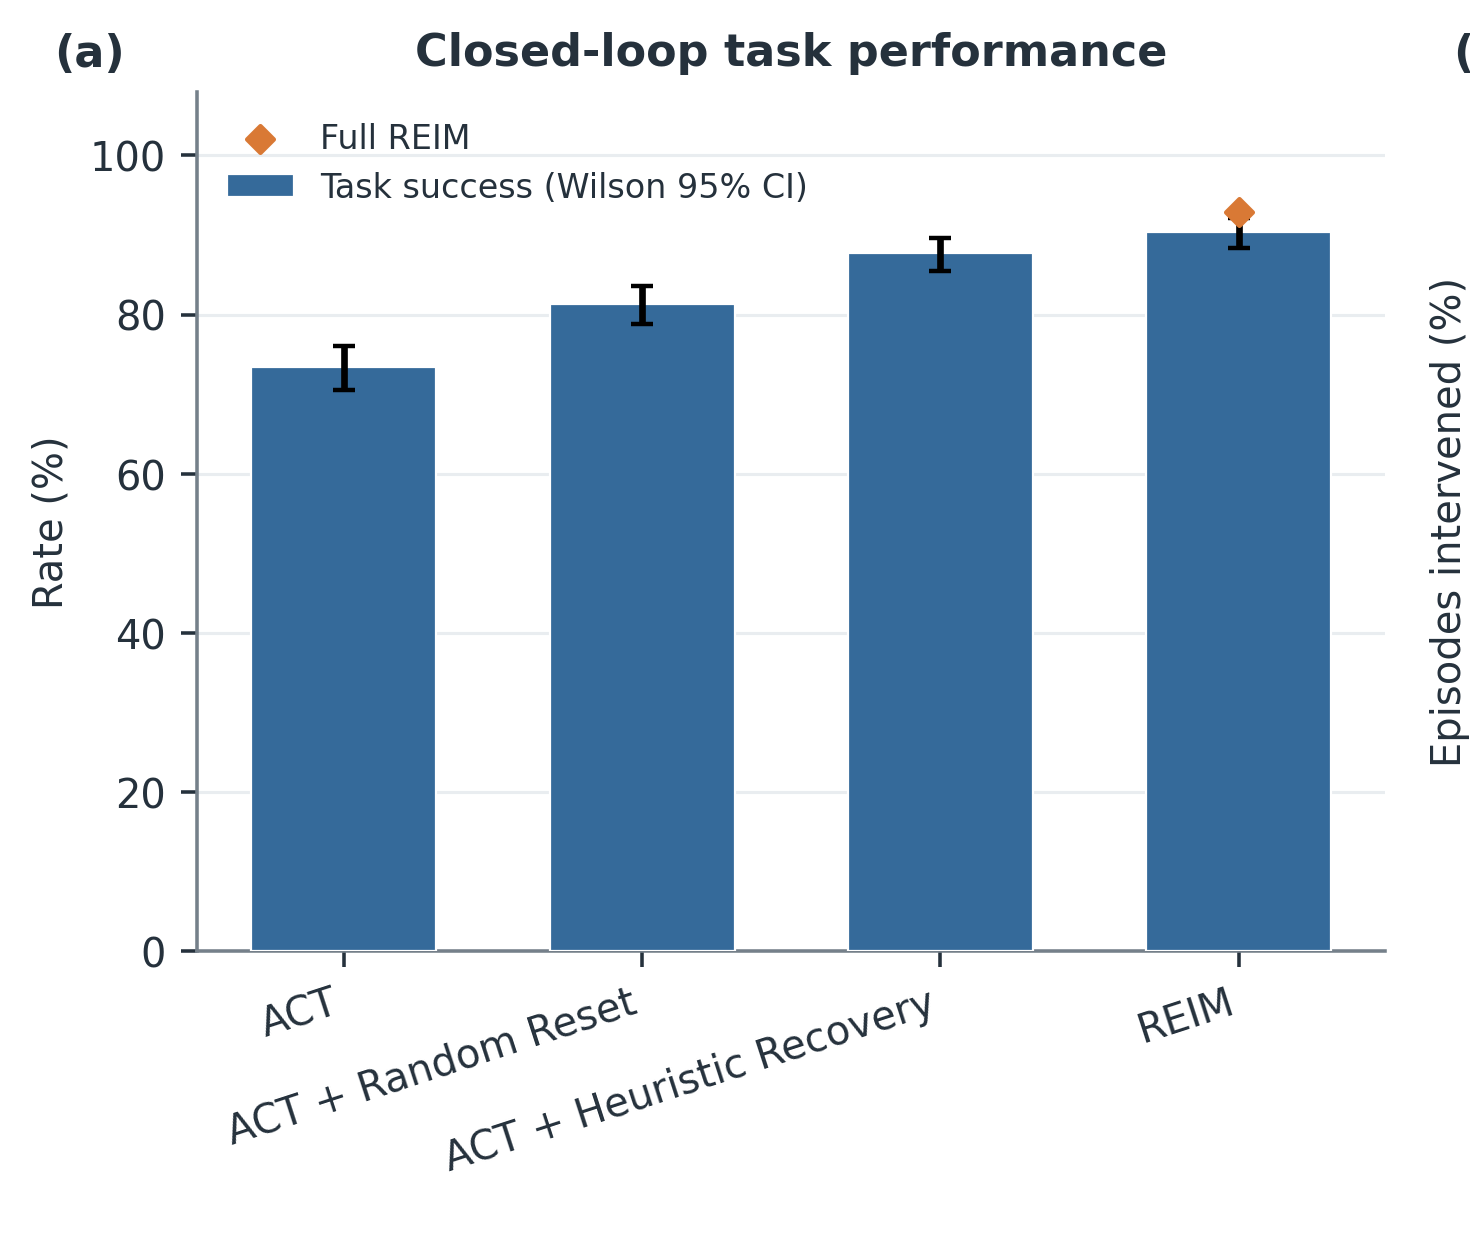 (a)
Closed-loop task performance
(
Full REIM
Task success (Wilson 95% CI)
Rate (%)
100
80
60
40
20
0
ACT
ACT + Random Reset
ACT + Heuristic Recovery
REIM
Episodes intervened (%)